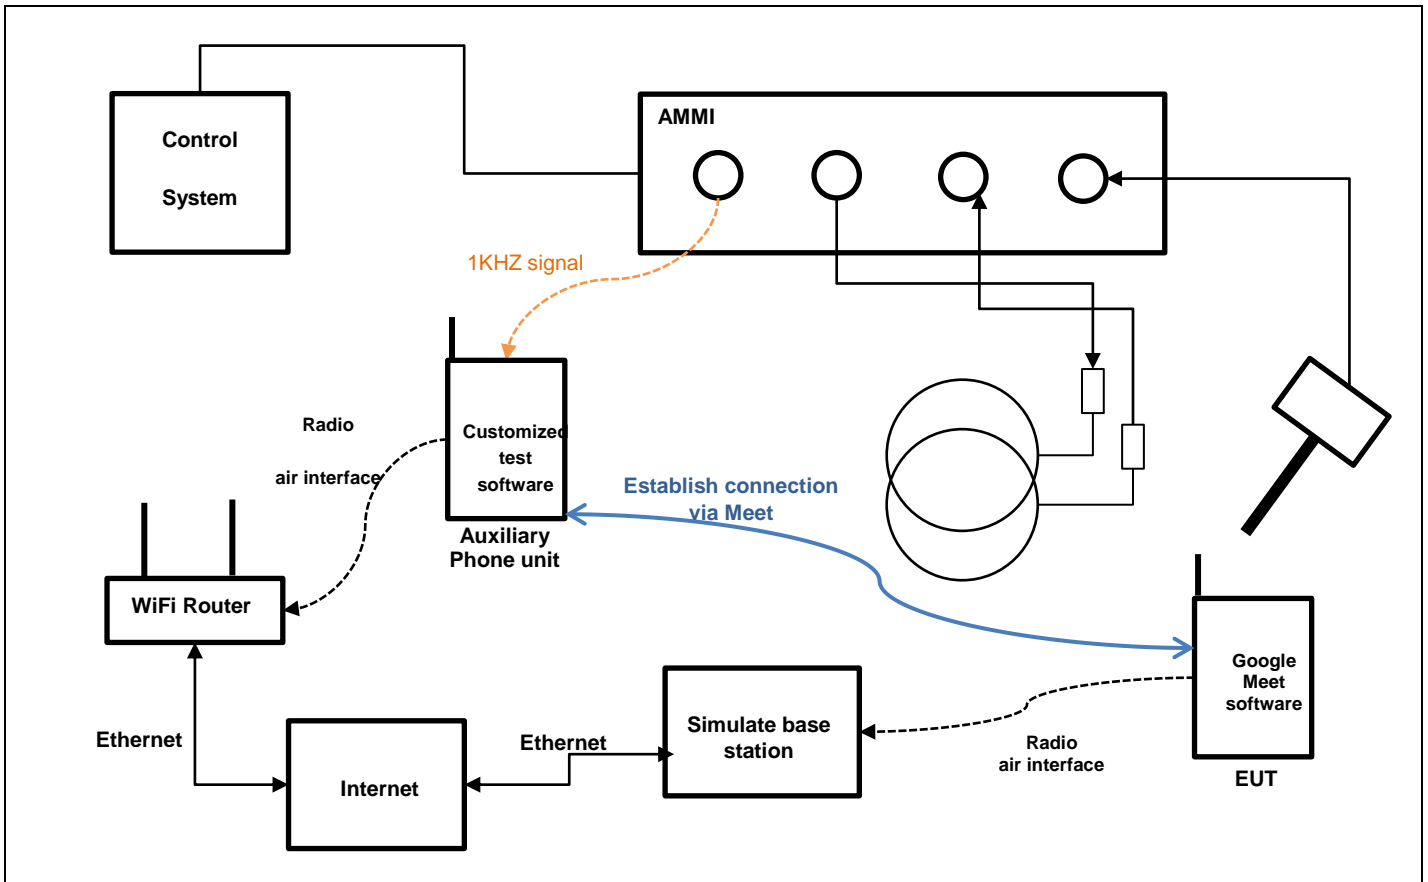 Control
System
AMMI
1KHZ signal
Radio
air interface
Customized
test
software
Auxiliary
Phone unit
Establish connection
via Meet
WiFi Router
Ethernet
Internet
Ethernet
Simulate base
station
Radio
air interface
Google
Meet
software
EUT